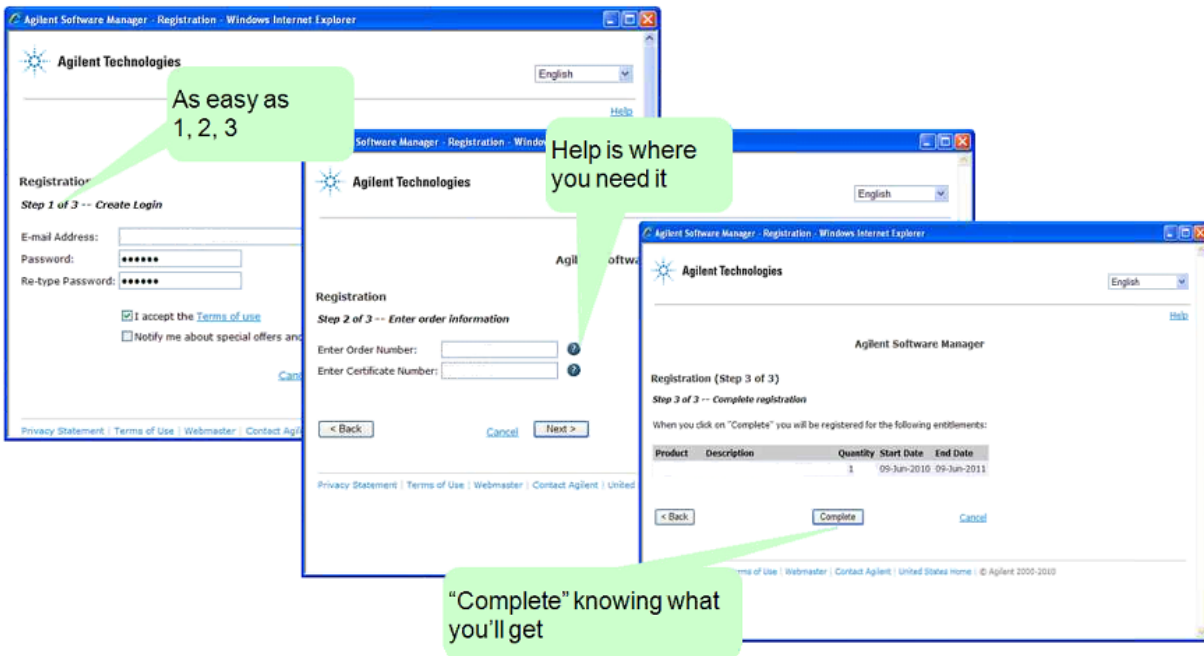 Agilent Software Manager - Registration - Windows Internet Explorer
Agilent Technologies
English
Help
As easy as
1, 2, 3
Registration
Step 1 of 3 -- Create Login
E-mail Address:
Password:
Re-type Password:
I accept the Terms of use
Notify me about special offers and
Privacy Statement | Terms of Use | Webmaster | Contact
Software Manager - Registration -
Agilent Technologies
English
Help is where
you need it
Registration
Step 2 of 3 -- Enter order information
Enter Order Number:
Enter Certificate Number:
< Back
Cancel
Next >
Privacy Statement | Terms of Use | Webmaster | Contact Agilent | United
Agilent Software Manager - Registration - Windows Internet Explorer
Agilent Technologies
English
Help
Agilent Software Manager
Registration (Step 3 of 3)
Step 3 of 3 -- Complete registration
When you click on "Complete" you will be registered for the following entitlements:
Product Description Quantity Start Date End Date
1 09-Jun-2010 09-Jun-2011
< Back
Complete
Cancel
of Use | Webmaster | Contact Agilent | United States Home | © Agilent 2000-2010
“Complete” knowing what
you’ll get